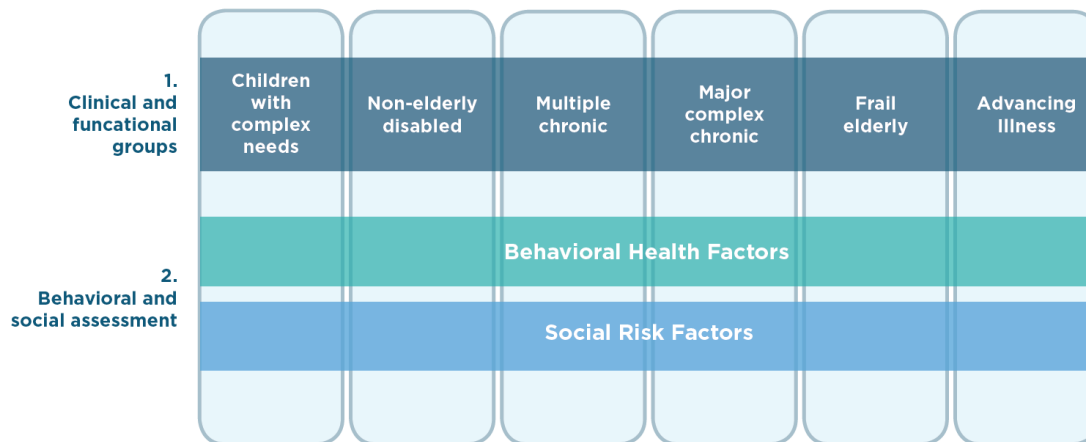 1.
Clinical and
funcational
groups
Children
with
complex
needs
Non-elderly
disabled
Multiple
chronic
Major
complex
chronic
Frail
elderly
Advancing
Illness
2.
Behavioral and
social assessment
Behavioral Health Factors
Social Risk Factors